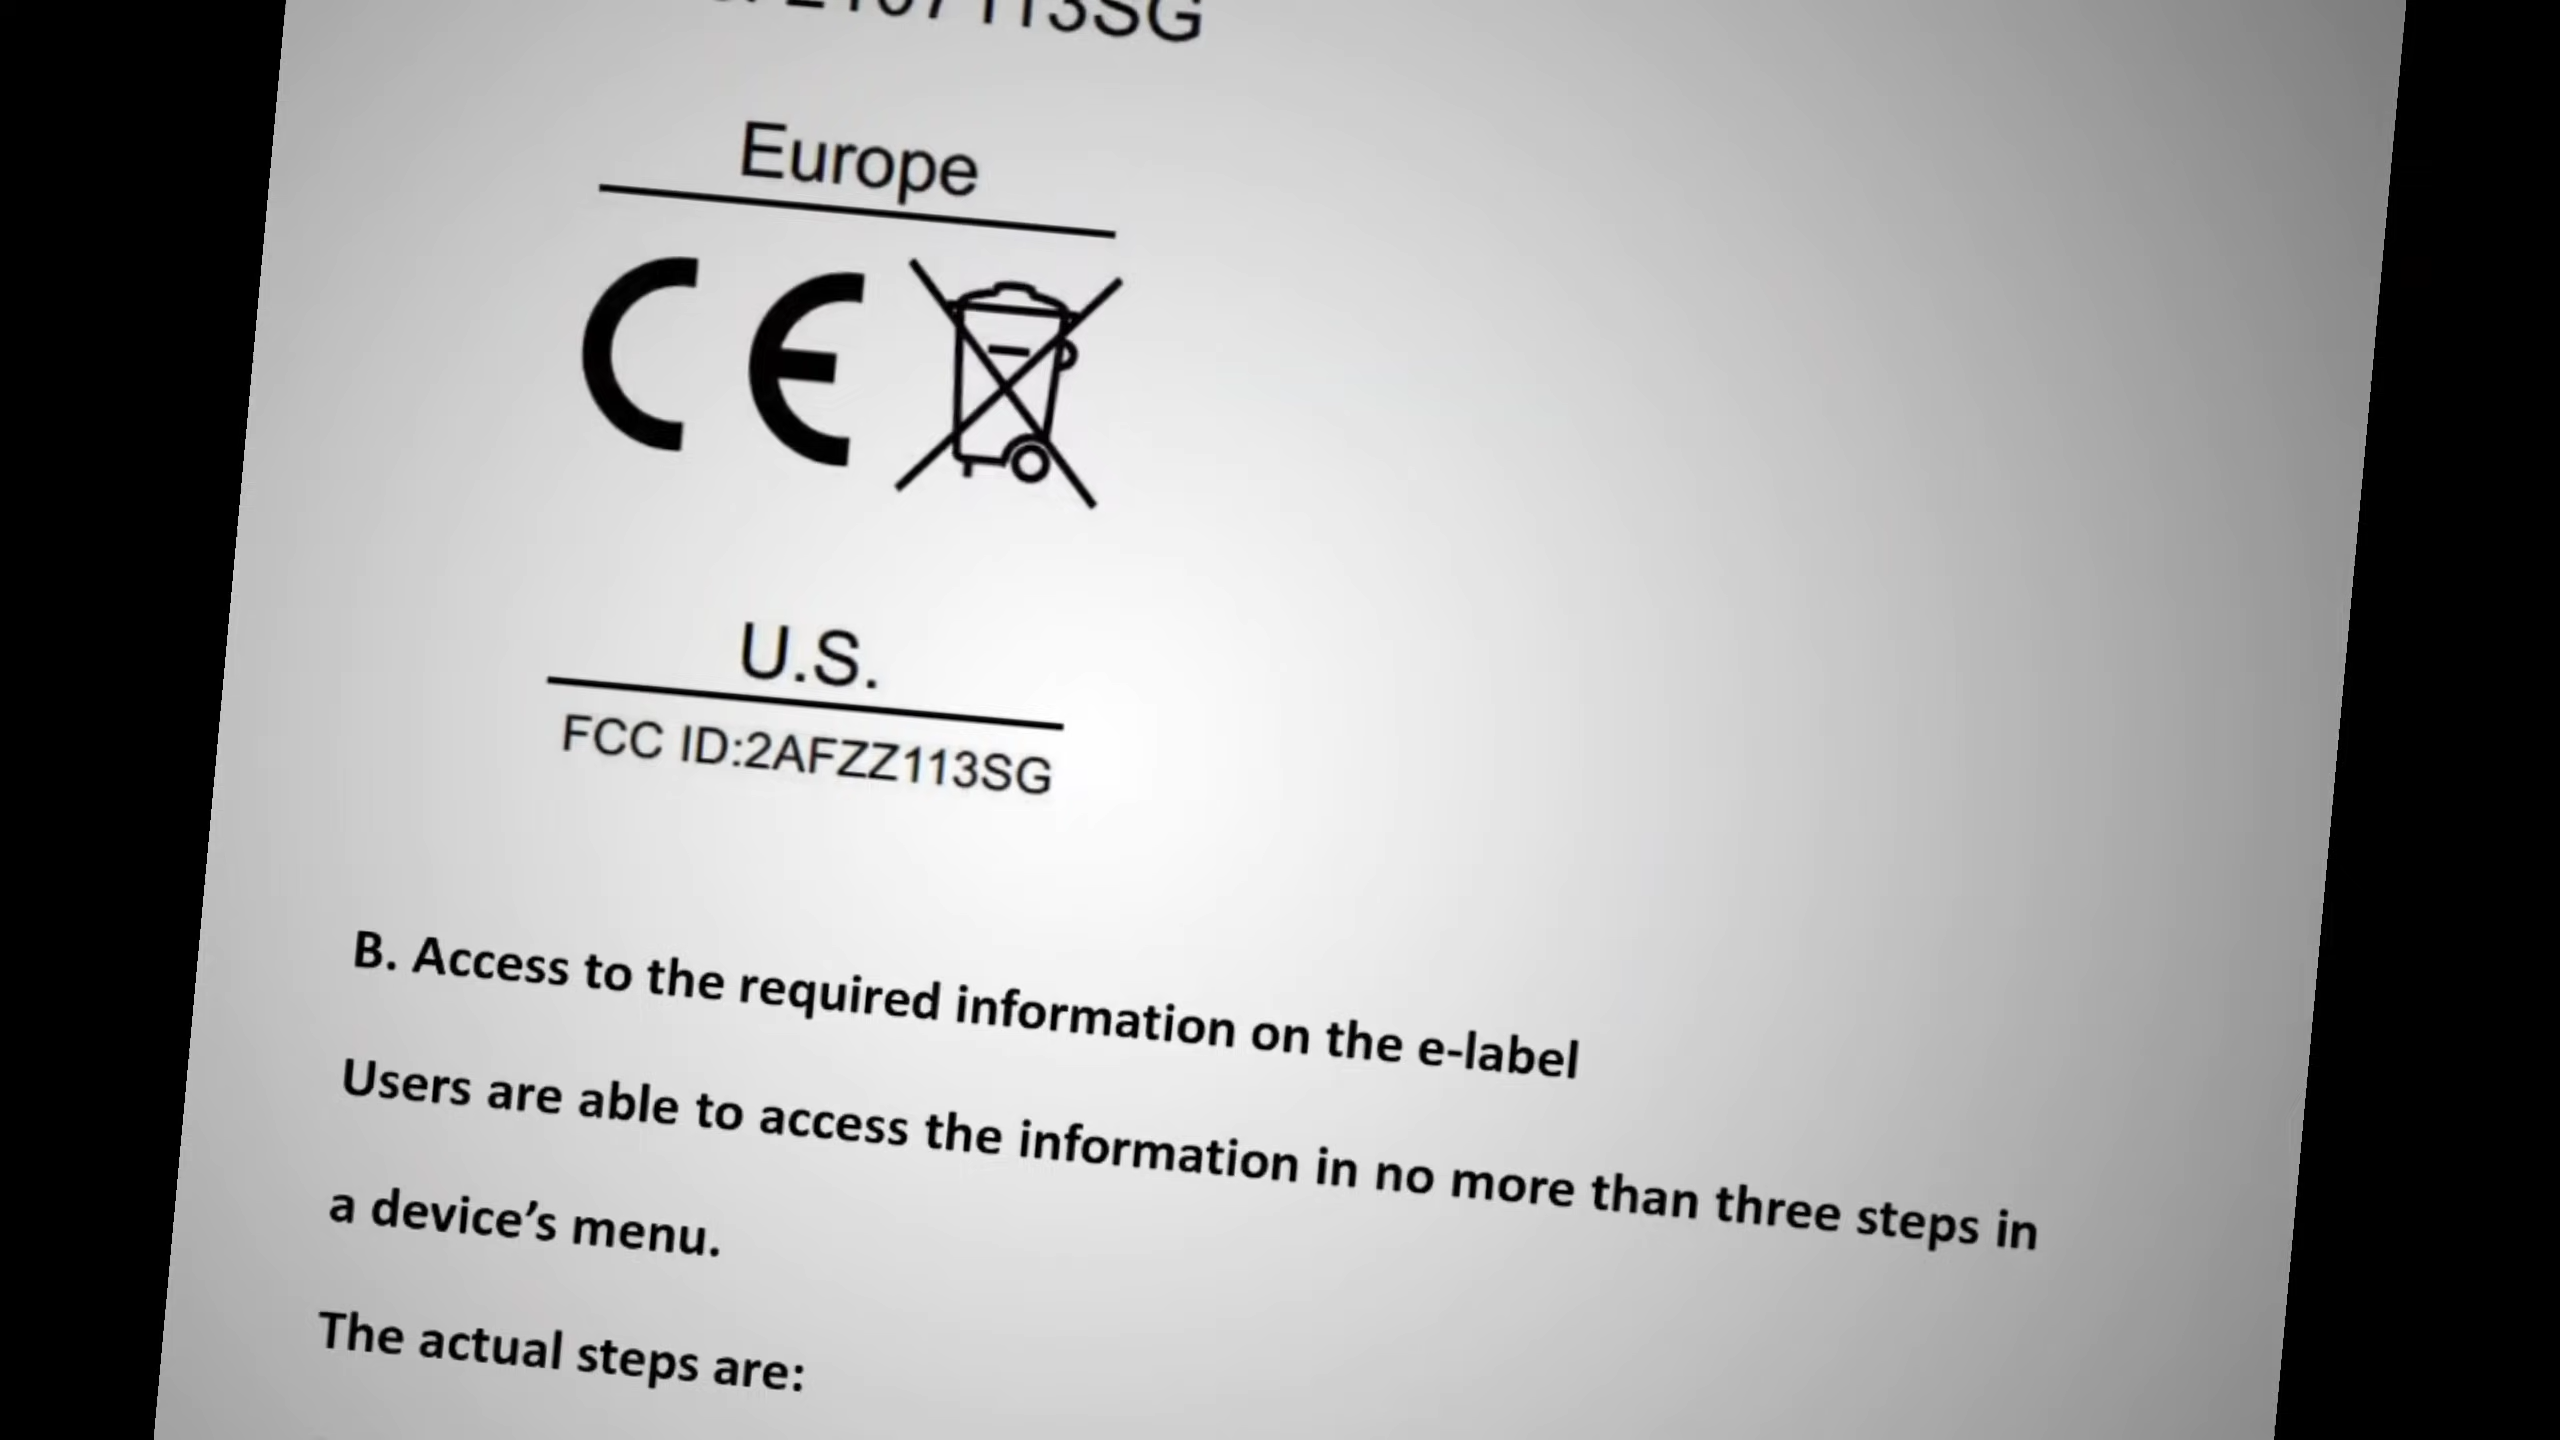 2107113SG
Europe
CE
U.S.
FCC ID:2AFZZ113SG
B. Access to the required information on the e-label
Users are able to access the information in no more than three steps in
a device’s menu.
The actual steps are: